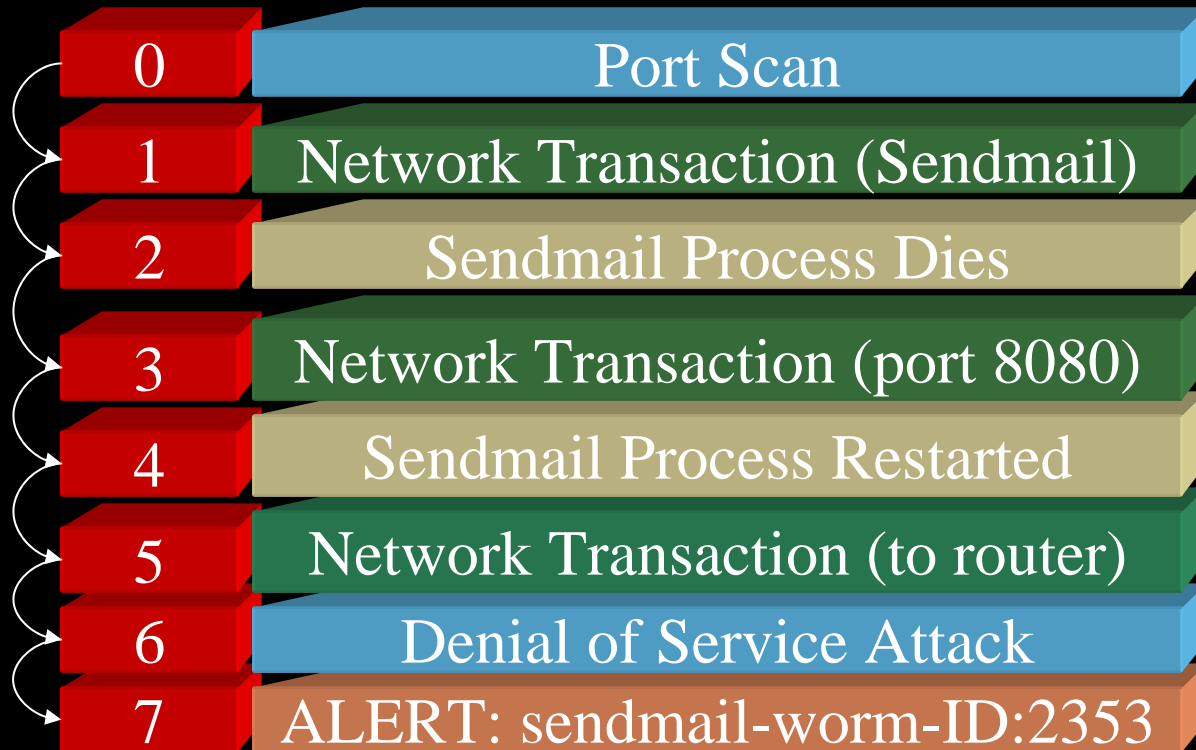 0 Port Scan
1 Network Transaction (Sendmail)
2 Sendmail Process Dies
3 Network Transaction (port 8080)
4 Sendmail Process Restarted
5 Network Transaction (to router)
6 Denial of Service Attack
7 ALERT: sendmail-worm-ID:2353